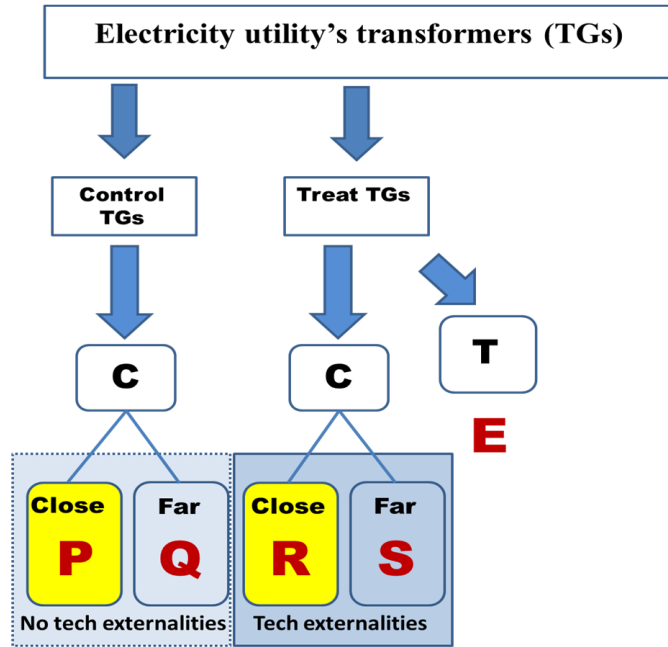 Electricity utility's transformers (TGs)
Control
TGs
Treat TGs
C
C
T
E
Close
Far
Close
Far
P
Q
R
S
No tech externalities
Tech externalities